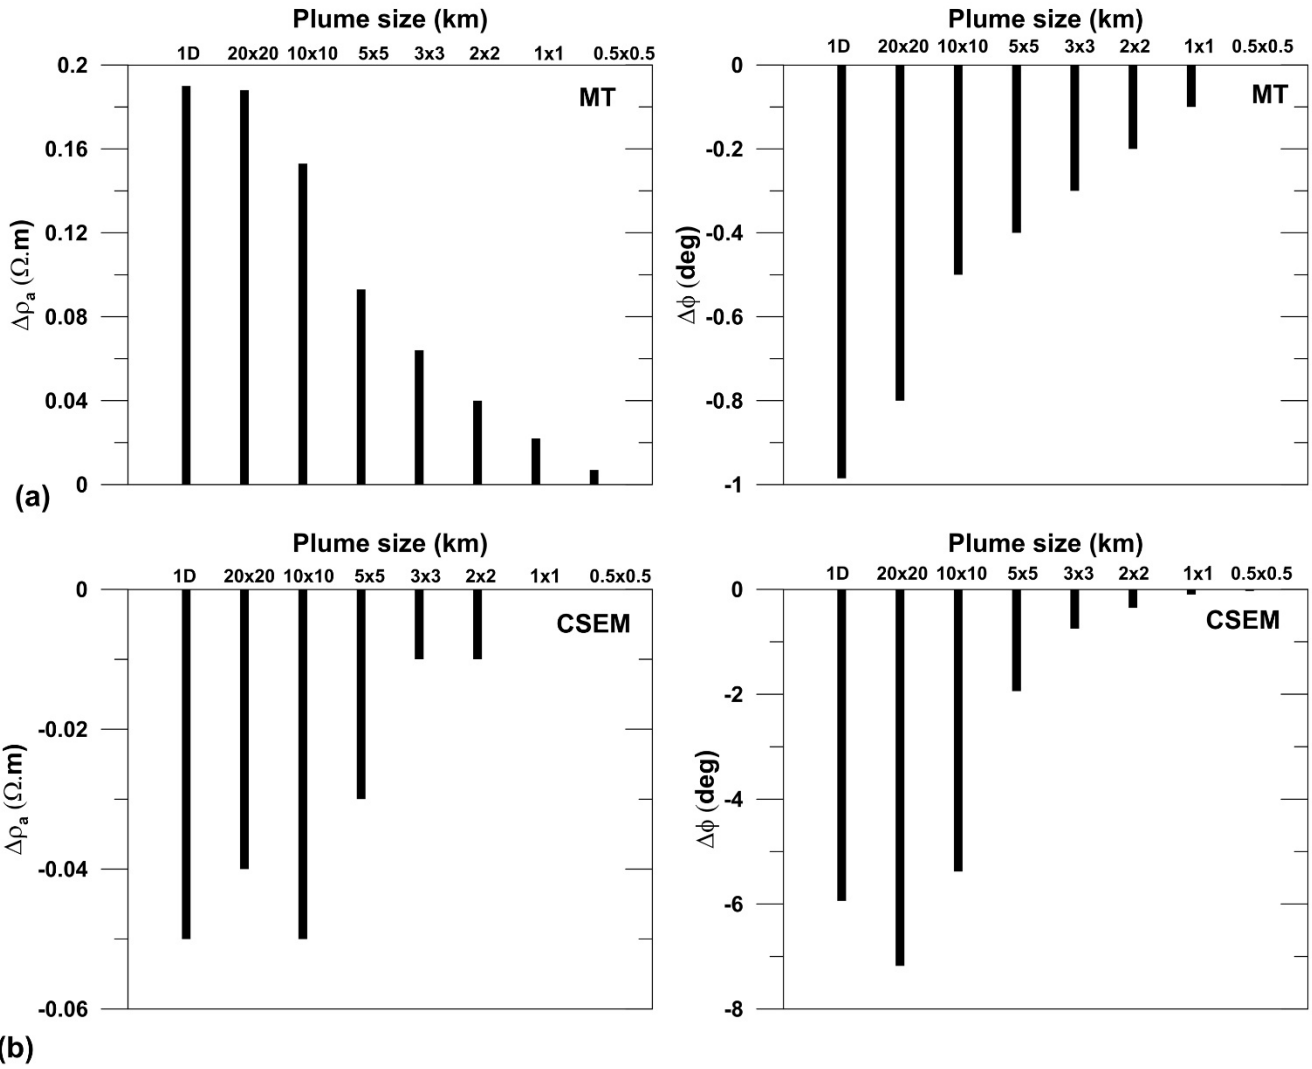 Plume size (km)
1D 20x20 10x10 5x5 3x3 2x2 1x1 0.5x0.5
0.2
0.16
0.12
0.08
0.04
0
Δρa (Ω.m)
MT
(a)
Plume size (km)
1D 20x20 10x10 5x5 3x3 2x2 1x1 0.5x0.5
0
-0.2
-0.4
-0.6
-0.8
-1
Δϕ (deg)
MT
Plume size (km)
1D 20x20 10x10 5x5 3x3 2x2 1x1 0.5x0.5
0
-0.02
-0.04
-0.06
Δρa (Ω.m)
CSEM
(b)
Plume size (km)
1D 20x20 10x10 5x5 3x3 2x2 1x1 0.5x0.5
0
-2
-4
-6
-8
Δϕ (deg)
CSEM